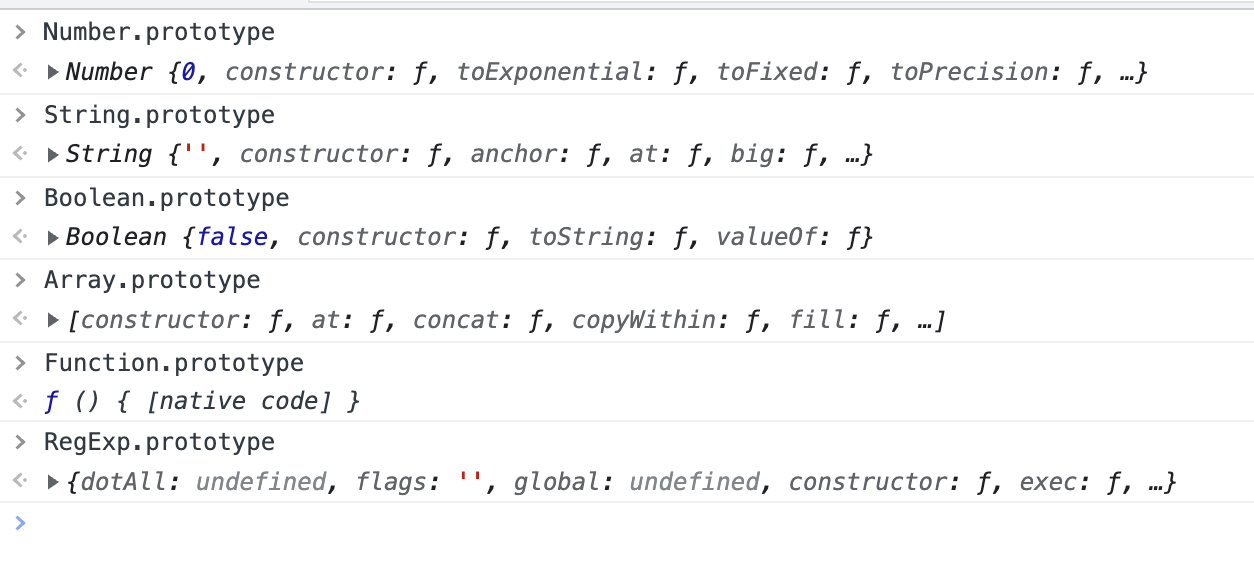 > Number.prototype
<· ▶Number {0, constructor: ƒ, toExponential: ƒ, toFixed: ƒ, toPrecision: ƒ, …}
> String.prototype
<· ▶String {'', constructor: ƒ, anchor: ƒ, at: ƒ, big: ƒ, …}
> Boolean.prototype
<· ▶Boolean {false, constructor: ƒ, toString: ƒ, valueOf: ƒ}
> Array.prototype
<· ▶[constructor: ƒ, at: ƒ, concat: ƒ, copyWithin: ƒ, fill: ƒ, …]
> Function.prototype
<· ƒ () { [native code] }
> RegExp.prototype
<· ▶{dotAll: undefined, flags: '', global: undefined, constructor: ƒ, exec: ƒ, …}
>